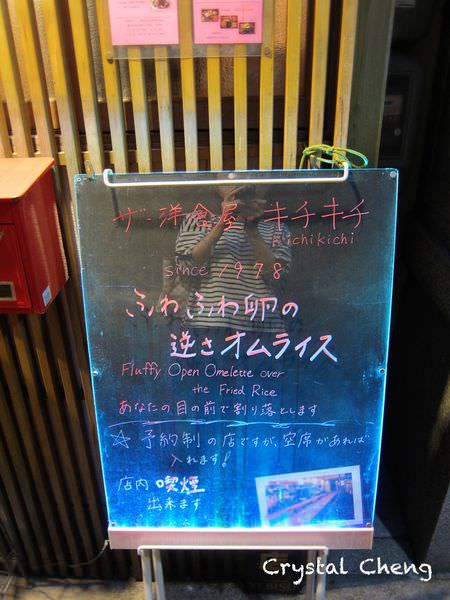 ザ・洋食屋 キチキチ
Kichikichi
since 1978
ふわふわ卵の
逆さオムライス
Fluffy Open Omelette over
the Fried Rice
あなたの目の前で割り落とします
☆ 予約制の店ですが、空席があれば
入れます!
店内 喫煙
出来ます
Crystal Cheng